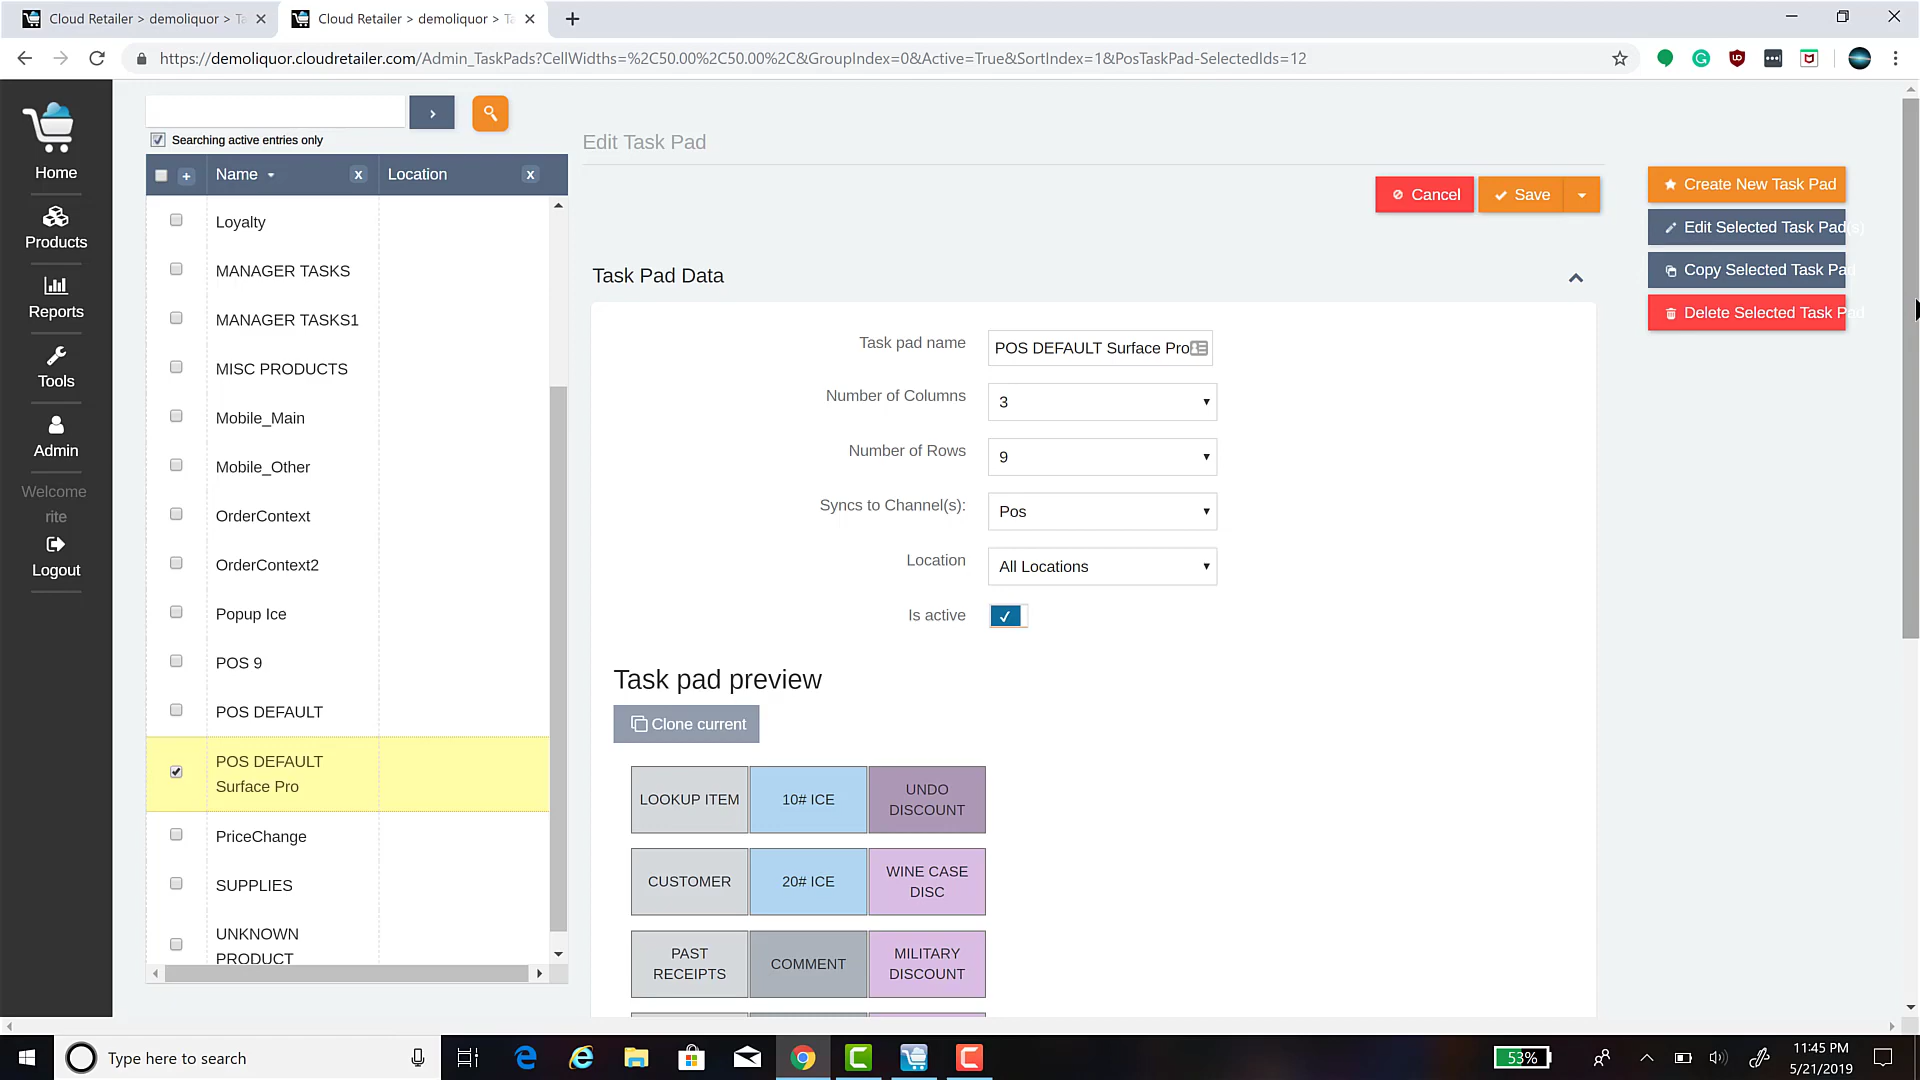 Cloud Retailer > demoliquor > Ta
Cloud Retailer > demoliquor > Ta
https://demoliquor.cloudretailer.com/Admin_TaskPads?CellWidths=%2C50.00%2C50.00%2C&GroupIndex=0&Active=True&SortIndex=1&PosTaskPad-SelectedIds=12
Home
Products
Reports
Tools
Admin
Welcome
rite
Logout
Searching active entries only
Name x Location x
Loyalty
MANAGER TASKS
MANAGER TASKS1
MISC PRODUCTS
Mobile_Main
Mobile_Other
OrderContext
OrderContext2
Popup Ice
POS 9
POS DEFAULT
POS DEFAULT
Surface Pro
PriceChange
SUPPLIES
UNKNOWN
PRODUCT
Edit Task Pad
Cancel Save
Task Pad Data
Task pad name POS DEFAULT Surface Pro
Number of Columns 3
Number of Rows 9
Syncs to Channel(s): Pos
Location All Locations
Is active
Task pad preview
Clone current
LOOKUP ITEM
10# ICE
UNDO
DISCOUNT
CUSTOMER
20# ICE
WINE CASE
DISC
PAST
RECEIPTS
COMMENT
MILITARY
DISCOUNT
Create New Task Pad
Edit Selected Task Pad(s)
Copy Selected Task Pad
Delete Selected Task Pad
Type here to search
53%
11:45 PM
5/21/2019